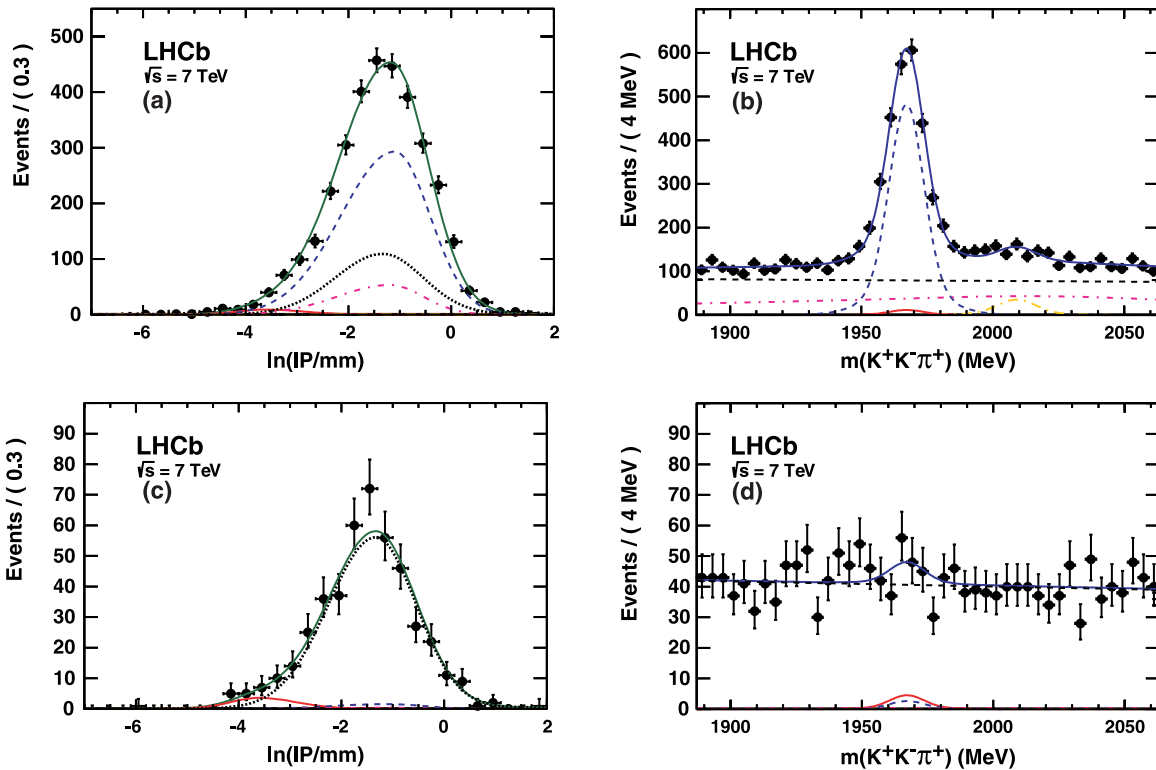 LHCb
√s = 7 TeV
(a)
Events / ( 0.3 )
500
400
300
200
100
0
-6
-4
-2
0
2
ln(IP/mm)
LHCb
√s = 7 TeV
(b)
Events / ( 4 MeV )
600
500
400
300
200
100
0
1900
1950
2000
2050
m(K⁺K⁻π⁺) (MeV)
LHCb
√s = 7 TeV
(c)
Events / ( 0.3 )
90
80
70
60
50
40
30
20
10
0
-6
-4
-2
0
2
ln(IP/mm)
LHCb
√s = 7 TeV
(d)
Events / ( 4 MeV )
90
80
70
60
50
40
30
20
10
0
1900
1950
2000
2050
m(K⁺K⁻π⁺) (MeV)